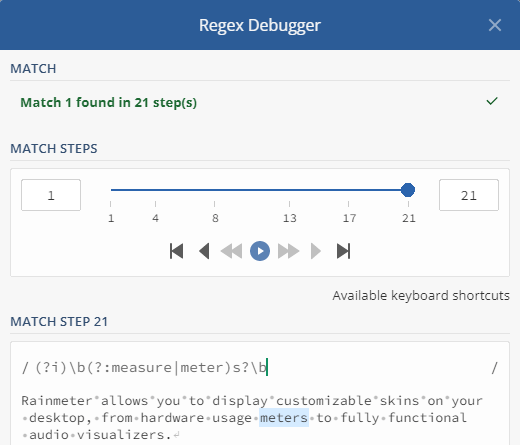 Regex Debugger
MATCH
Match 1 found in 21 step(s)
MATCH STEPS
1
21
1 4 8 13 17 21
Available keyboard shortcuts
MATCH STEP 21
/ (?i)\b(?:measure|meter)s?\b /
Rainmeter•allows•you•to•display•customizable•skins•on•your
•desktop,•from•hardware•usage•meters•to•fully•functional
•audio•visualizers.↵